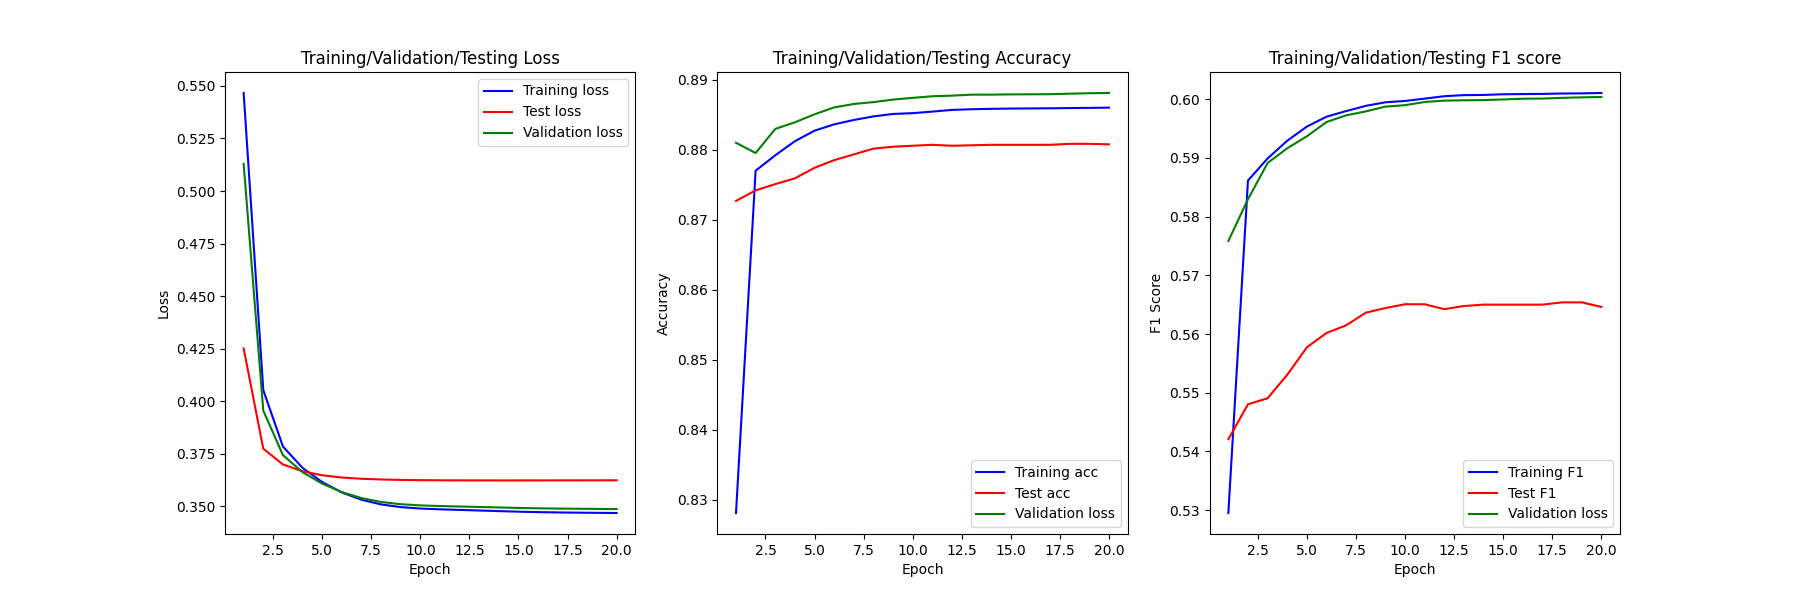 Training/Validation/Testing Loss
0.550
0.525
0.500
0.475
0.450
0.425
0.400
0.375
0.350
Loss
2.5 5.0 7.5 10.0 12.5 15.0 17.5 20.0
Epoch
Training loss
Test loss
Validation loss
Training/Validation/Testing Accuracy
0.89
0.88
0.87
0.86
0.85
0.84
0.83
Accuracy
2.5 5.0 7.5 10.0 12.5 15.0 17.5 20.0
Epoch
Training acc
Test acc
Validation loss
Training/Validation/Testing F1 score
0.60
0.59
0.58
0.57
0.56
0.55
0.54
0.53
F1 Score
2.5 5.0 7.5 10.0 12.5 15.0 17.5 20.0
Epoch
Training F1
Test F1
Validation loss